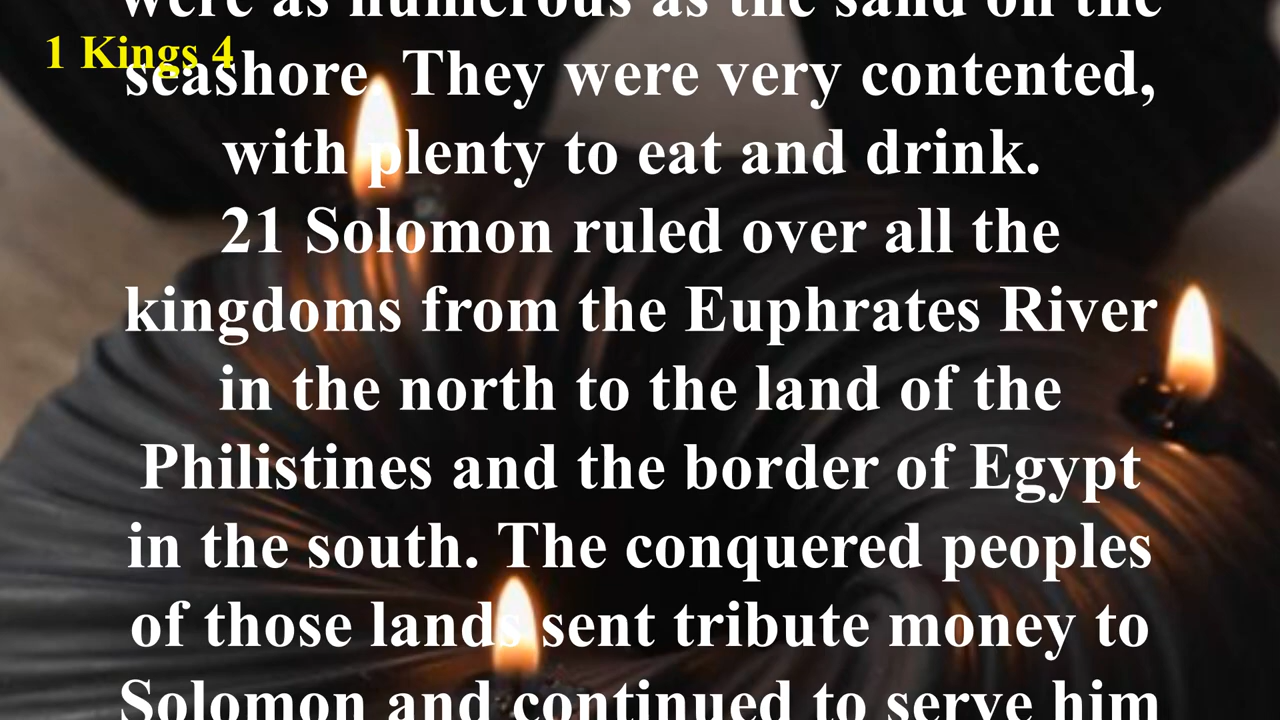 were as numerous as the sand on the
1 Kings 4
seashore. They were very contented,
with plenty to eat and drink.
21 Solomon ruled over all the
kingdoms from the Euphrates River
in the north to the land of the
Philistines and the border of Egypt
in the south. The conquered peoples
of those lands sent tribute money to
Solomon and continued to serve him